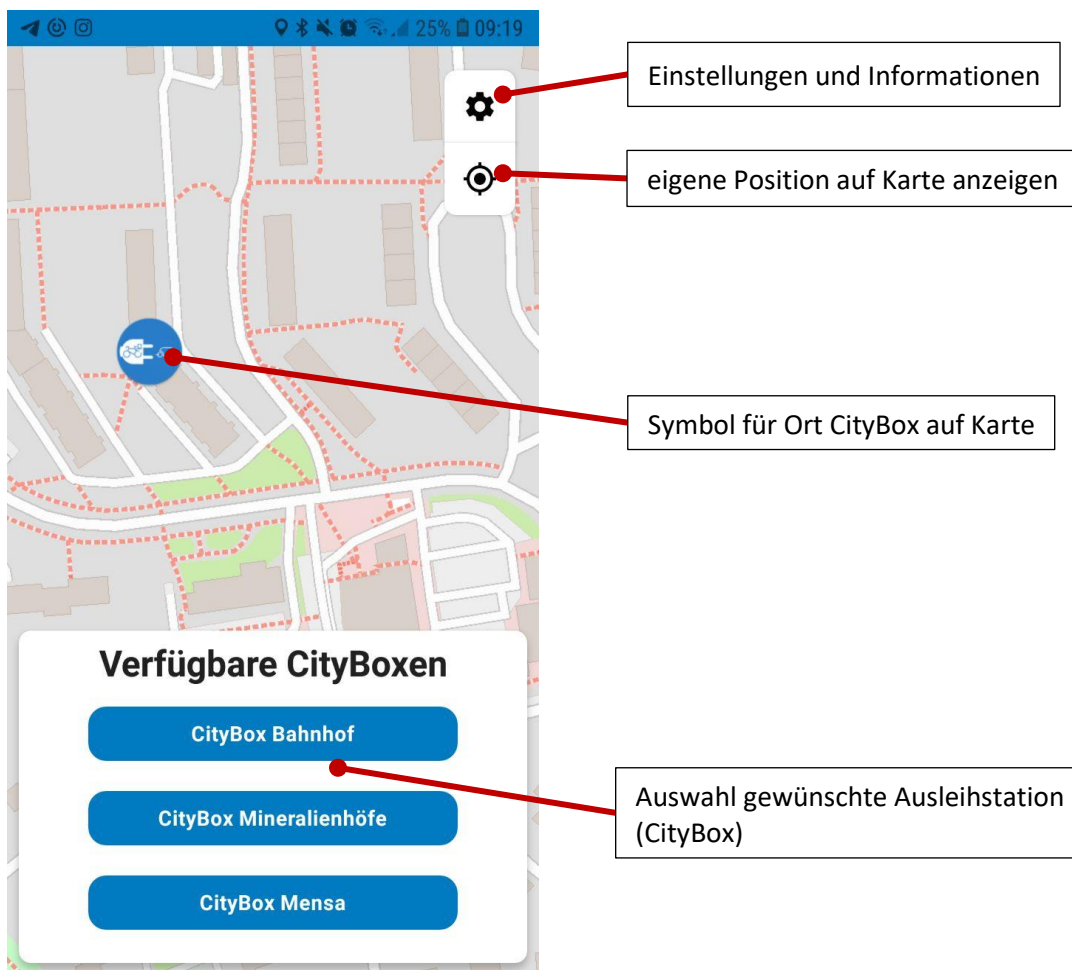 25% 09:19
Einstellungen und Informationen
eigene Position auf Karte anzeigen
Symbol für Ort CityBox auf Karte
Verfügbare CityBoxen
CityBox Bahnhof
CityBox Mineralienhöfe
CityBox Mensa
Auswahl gewünschte Ausleihstation
(CityBox)